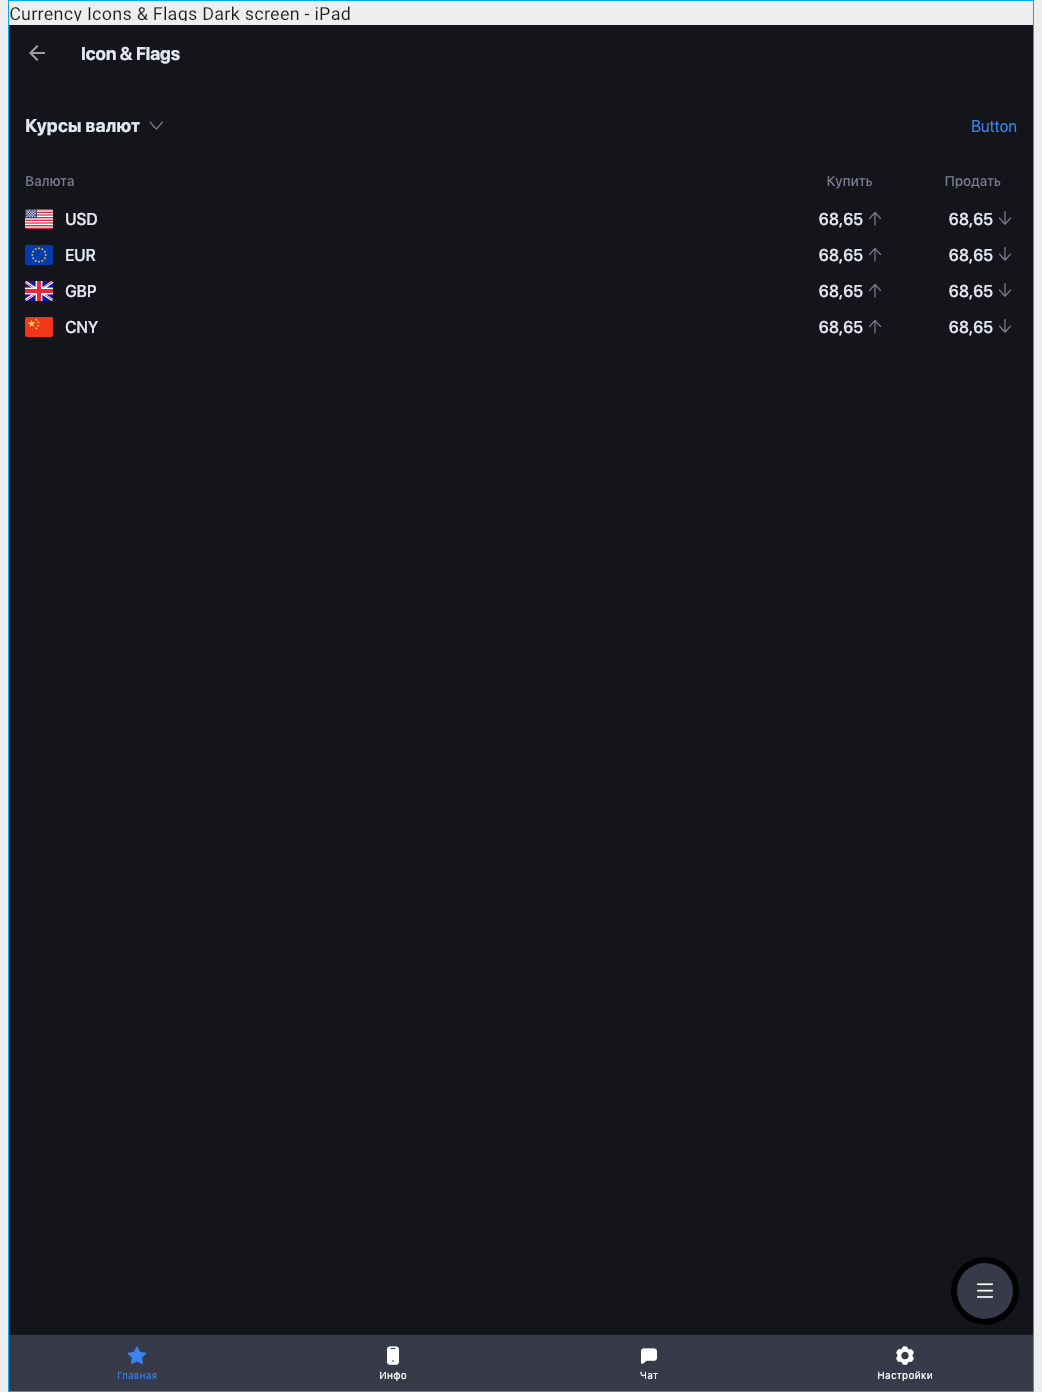 Currency Icons & Flags Dark screen - iPad
Icon & Flags
Курсы валют
Button
Валюта Купить Продать
USD 68,65 68,65
EUR 68,65 68,65
GBP 68,65 68,65
CNY 68,65 68,65
Главная Инфо Чат Настройки